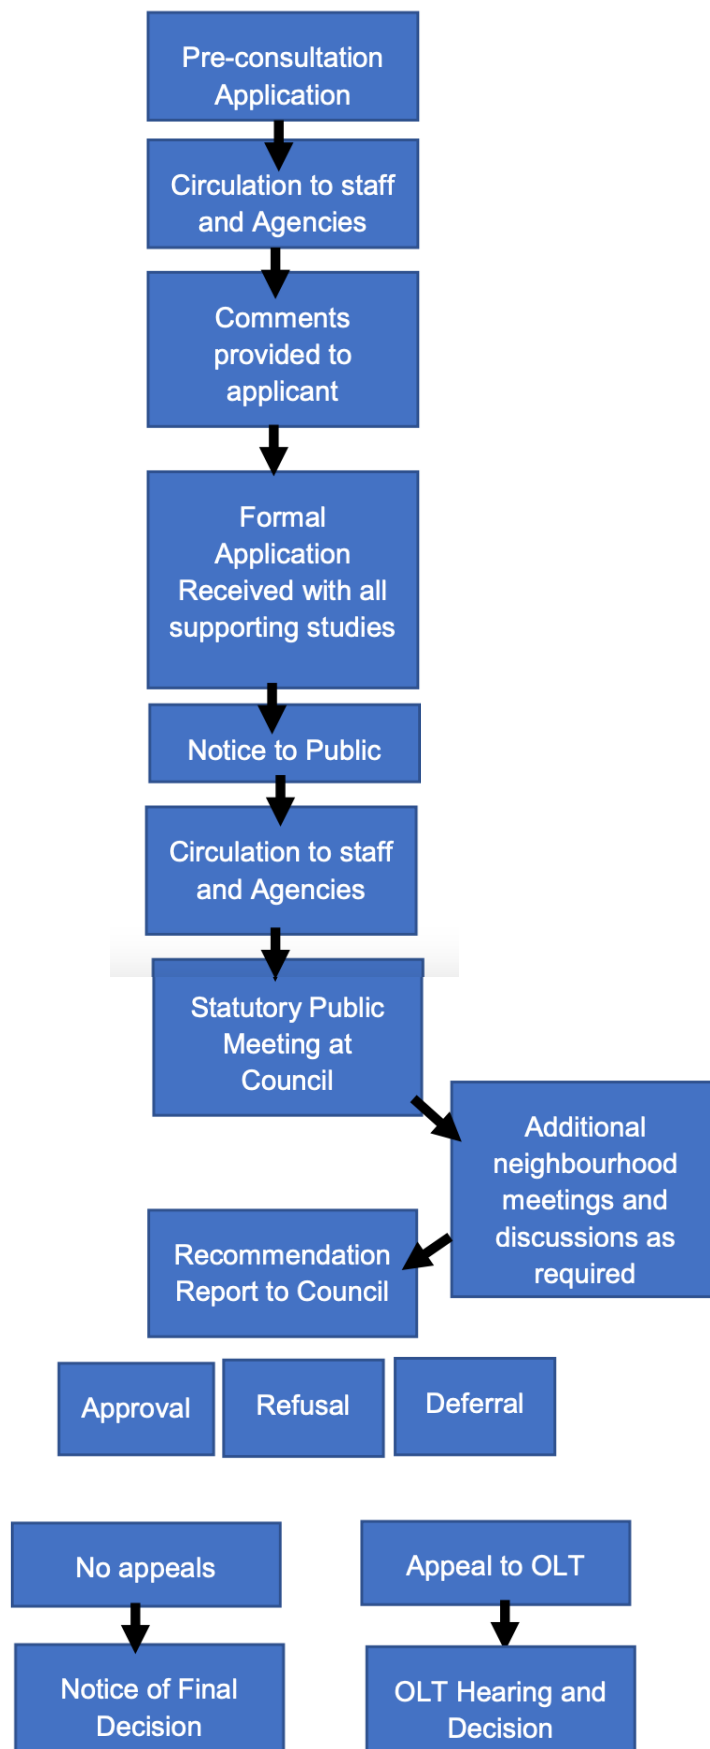 Pre-consultation
Application
Circulation to staff
and Agencies
Comments
provided to
applicant
Formal
Application
Received with all
supporting studies
Notice to Public
Circulation to staff
and Agencies
Statutory Public
Meeting at
Council
Additional
neighbourhood
meetings and
discussions as
required
Recommendation
Report to Council
Approval
Refusal
Deferral
No appeals
Appeal to OLT
Notice of Final
Decision
OLT Hearing and
Decision